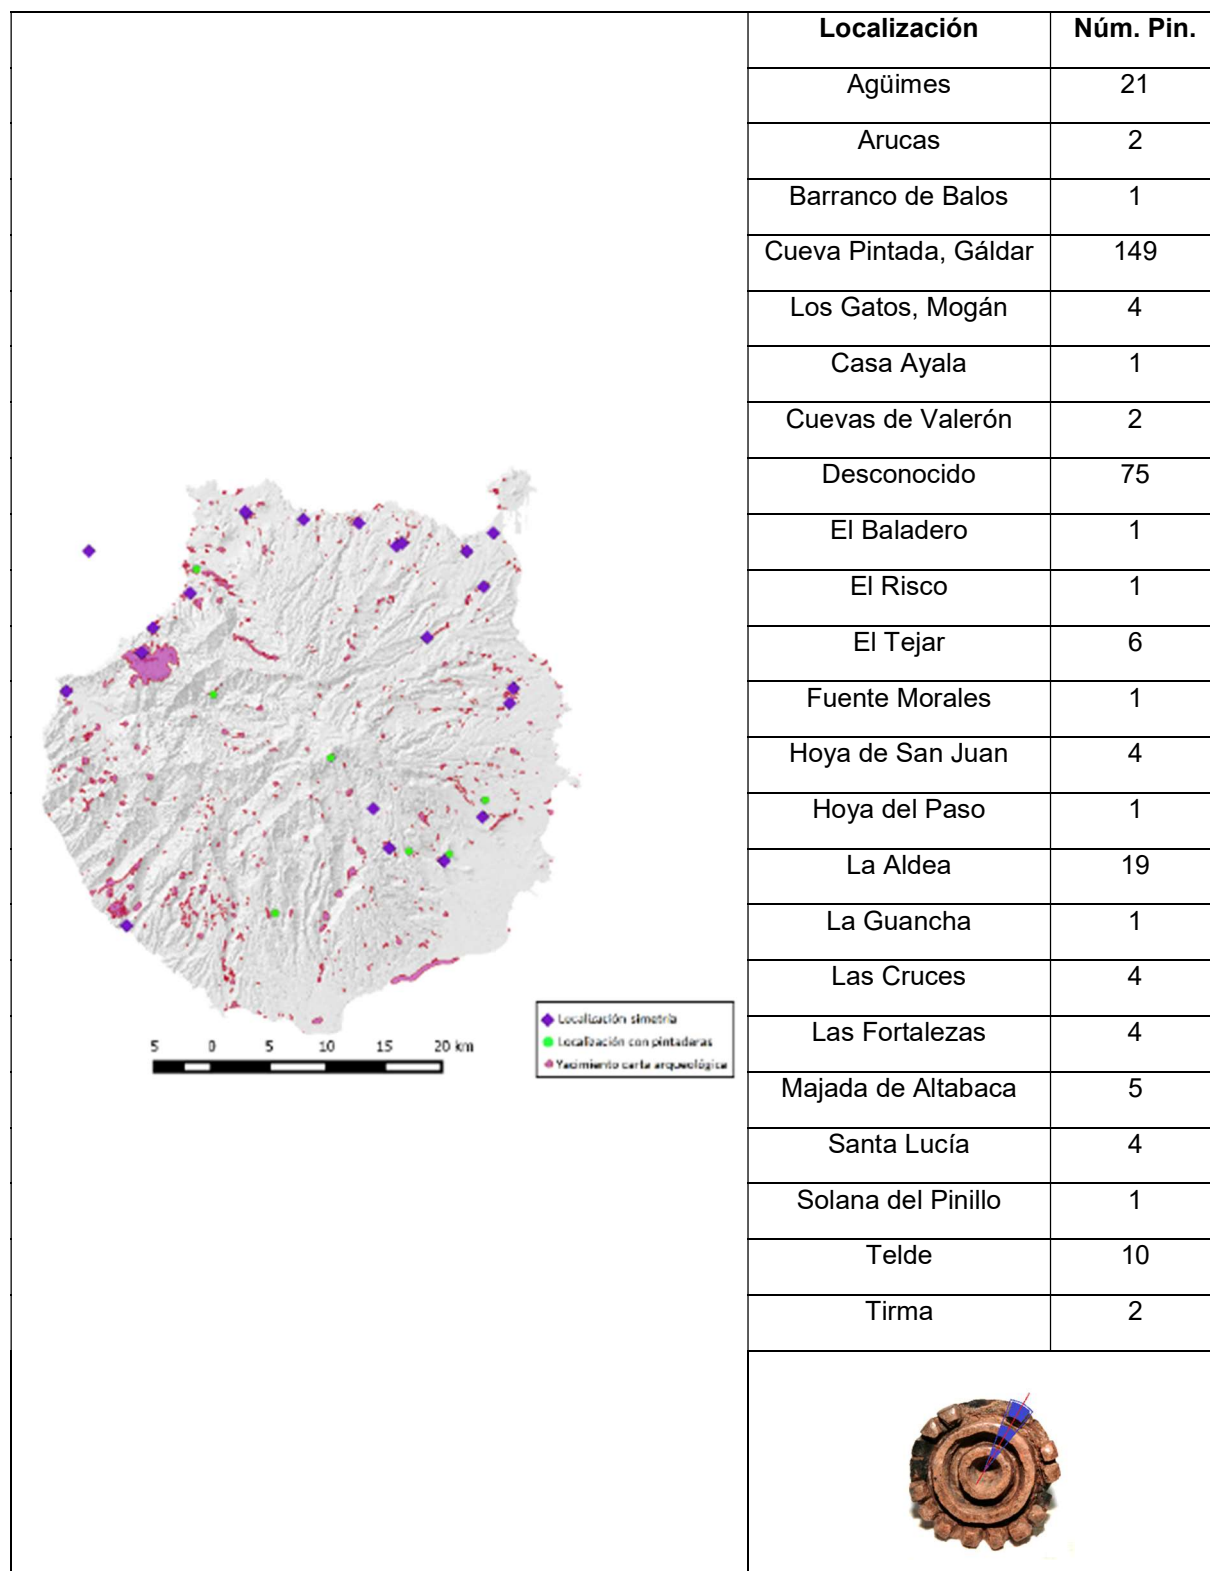 Localización Núm. Pin.
Agüimes 21
Arucas 2
Barranco de Balos 1
Cueva Pintada, Gáldar 149
Los Gatos, Mogán 4
Casa Ayala 1
Cuevas de Valerón 2
Desconocido 75
El Baladero 1
El Risco 1
El Tejar 6
Fuente Morales 1
Hoya de San Juan 4
Hoya del Paso 1
La Aldea 19
La Guancha 1
Las Cruces 4
Las Fortalezas 4
Majada de Altabaca 5
Santa Lucía 4
Solana del Pinillo 1
Telde 10
Tirma 2
Localización simetría
Localización con pintaderas
Yacimiento carta arqueológica
5 0 5 10 15 20 km